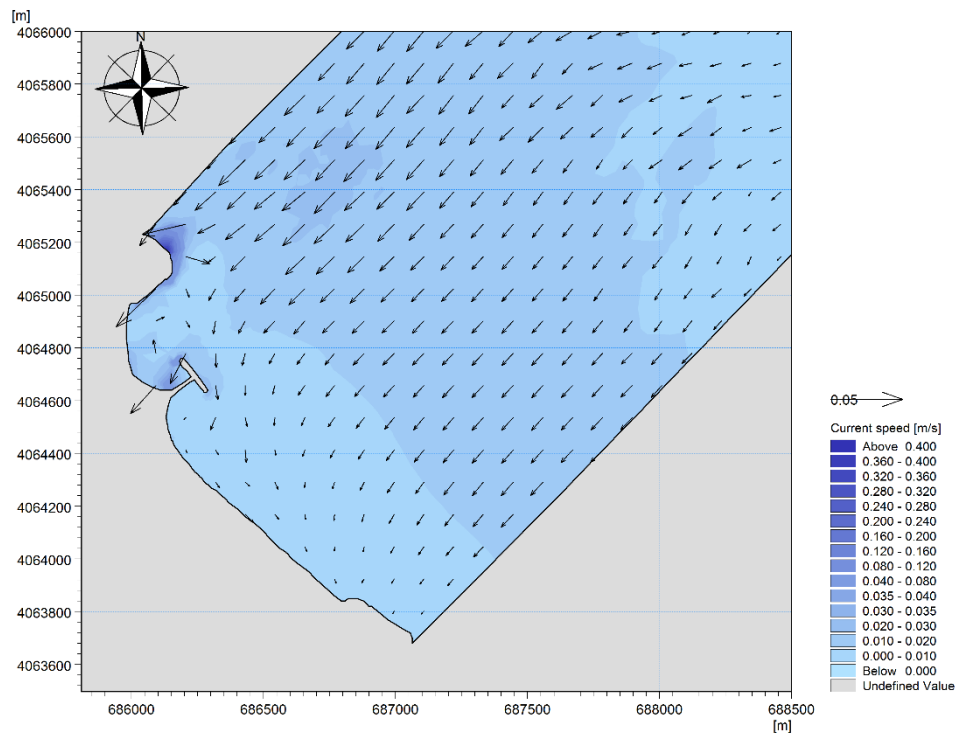 [m]
4066000
N
4065800
4065600
4065400
4065200
4065000
4064800
4064600
4064400
4064200
4064000
4063800
4063600
686000 686500 687000 687500 688000 688500
[m]
0.05
Current speed [m/s]
Above 0.400
0.360 - 0.400
0.320 - 0.360
0.280 - 0.320
0.240 - 0.280
0.200 - 0.240
0.160 - 0.200
0.120 - 0.160
0.080 - 0.120
0.040 - 0.080
0.035 - 0.040
0.030 - 0.035
0.020 - 0.030
0.010 - 0.020
0.000 - 0.010
Below 0.000
Undefined Value